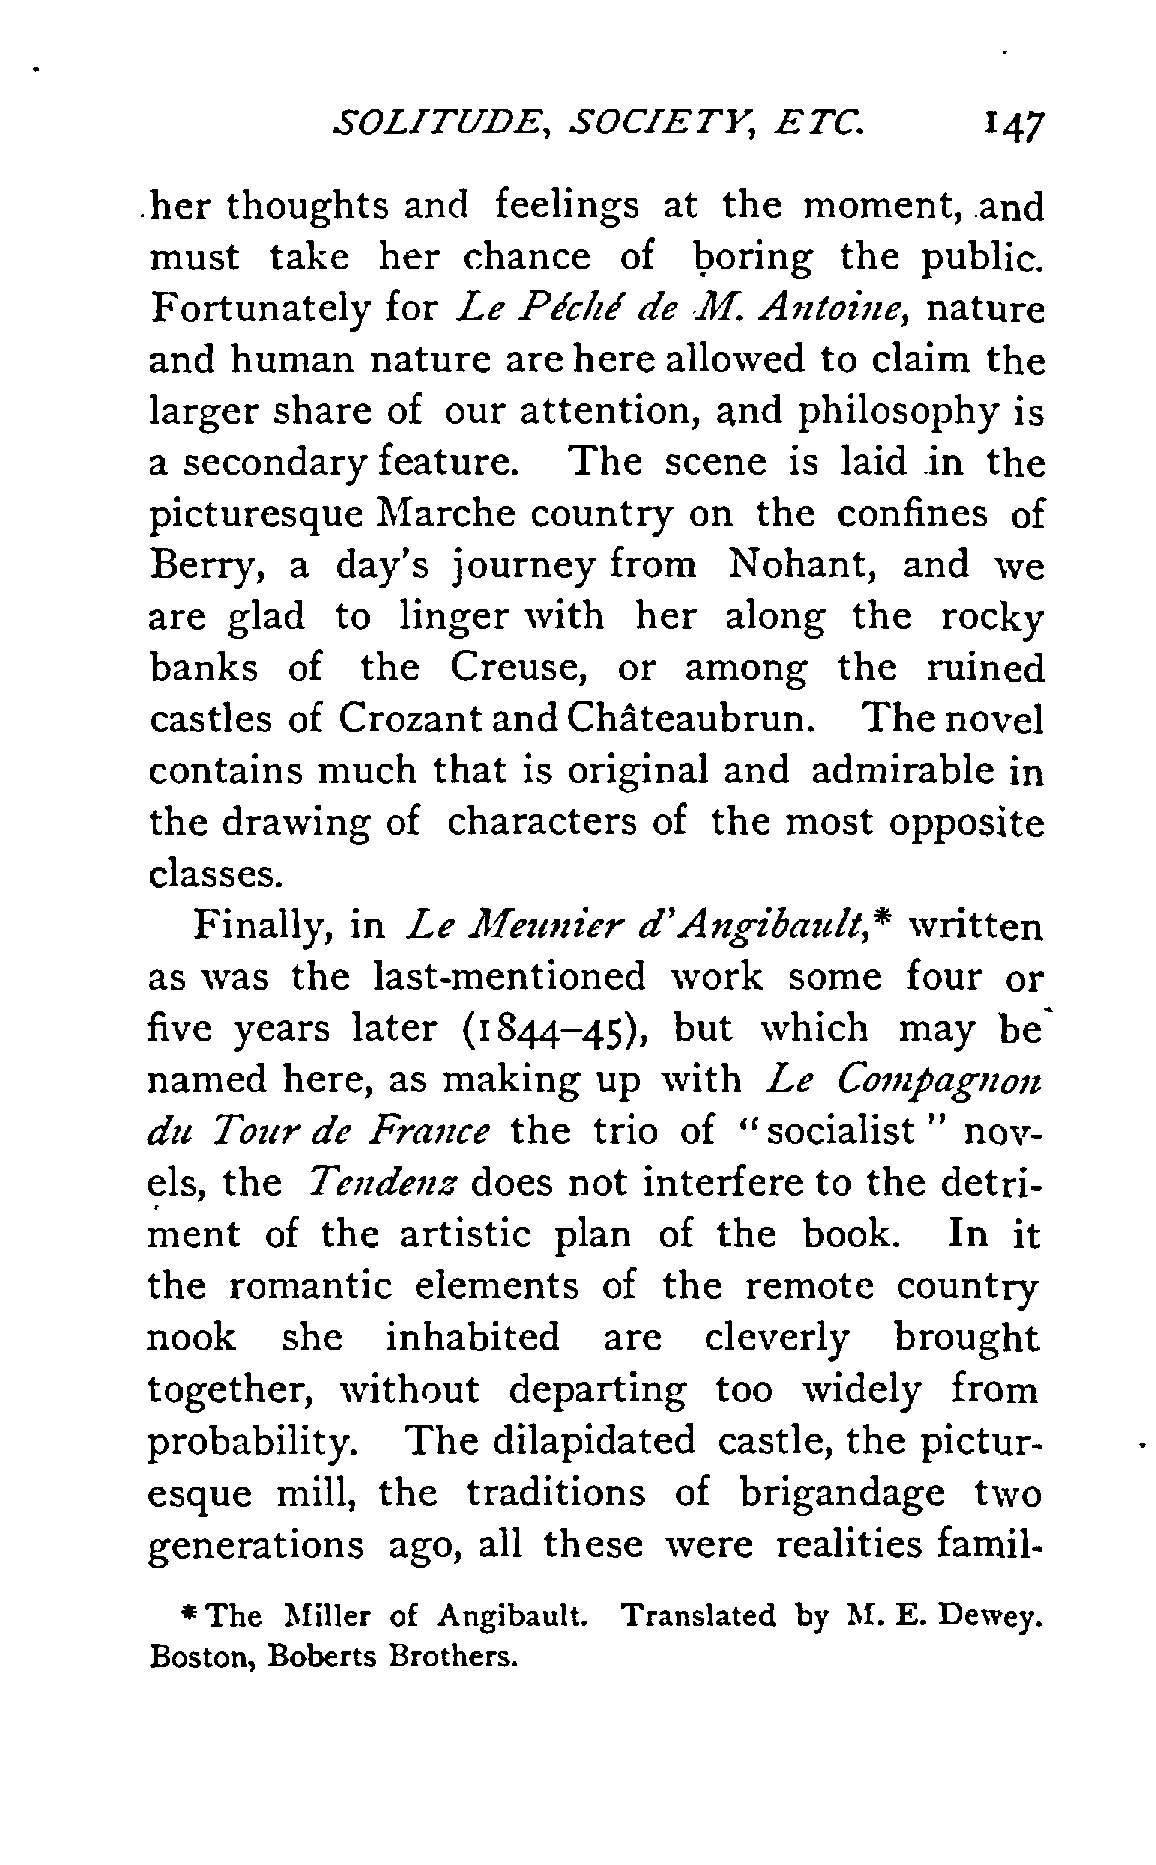 SOLITUDE, SOCIETY, ETC. 147
her thoughts and feelings at the moment, and
must take her chance of boring the public.
Fortunately for Le Péché de M. Antoine, nature
and human nature are here allowed to claim the
larger share of our attention, and philosophy is
a secondary feature. The scene is laid in the
picturesque Marche country on the confines of
Berry, a day's journey from Nohant, and we
are glad to linger with her along the rocky
banks of the Creuse, or among the ruined
castles of Crozant and Châteaubrun. The novel
contains much that is original and admirable in
the drawing of characters of the most opposite
classes.
Finally, in Le Meunier d'Angibault,* written
as was the last-mentioned work some four or
five years later (1844–45), but which may be
named here, as making up with Le Compagnon
du Tour de France the trio of "socialist" nov-
els, the Tendenz does not interfere to the detri-
ment of the artistic plan of the book. In it
the romantic elements of the remote country
nook she inhabited are cleverly brought
together, without departing too widely from
probability. The dilapidated castle, the pictur-
esque mill, the traditions of brigandage two
generations ago, all these were realities famil-
* The Miller of Angibault. Translated by M. E. Dewey.
Boston, Boberts Brothers.